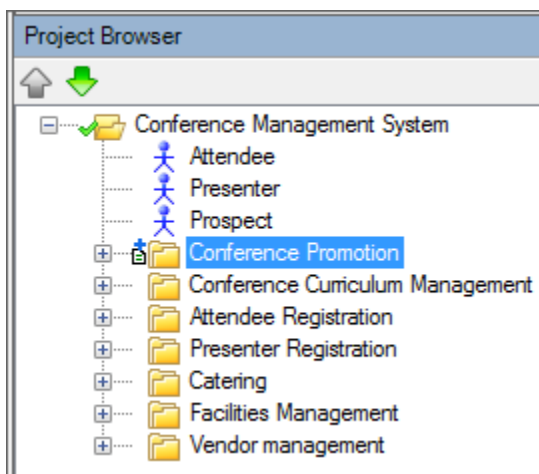 Project Browser
Conference Management System
Attendee
Presenter
Prospect
Conference Promotion
Conference Curriculum Management
Attendee Registration
Presenter Registration
Catering
Facilities Management
Vendor management